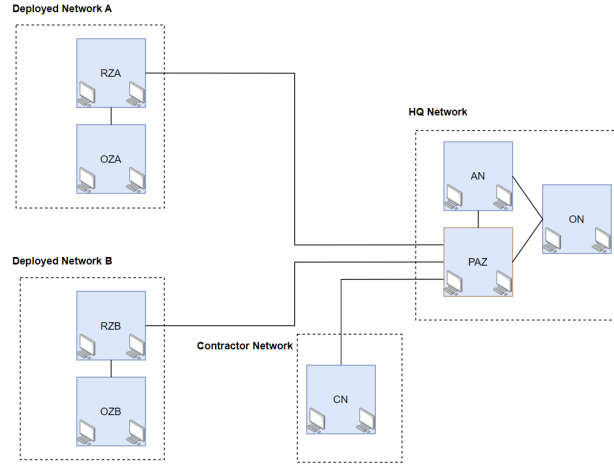 Deployed Network A
RZA
OZA
HQ Network
AN
ON
PAZ
Deployed Network B
RZB
OZB
Contractor Network
CN